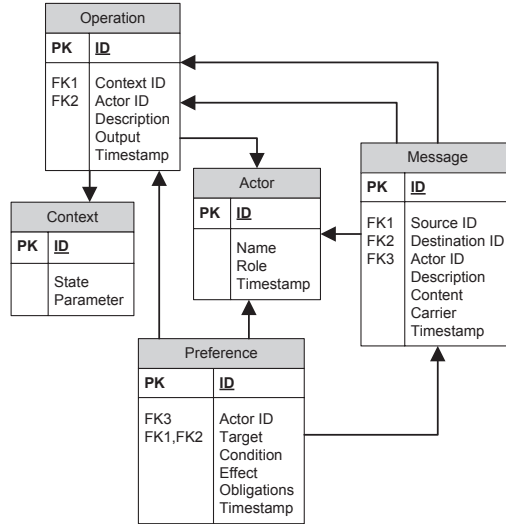 Operation
PK ID
FK1 Context ID
FK2 Actor ID
Description
Output
Timestamp
Message
PK ID
FK1 Source ID
FK2 Destination ID
FK3 Actor ID
Description
Content
Carrier
Timestamp
Actor
PK ID
Name
Role
Timestamp
Context
PK ID
State
Parameter
Preference
PK ID
FK3 Actor ID
FK1,FK2 Target
Condition
Effect
Obligations
Timestamp